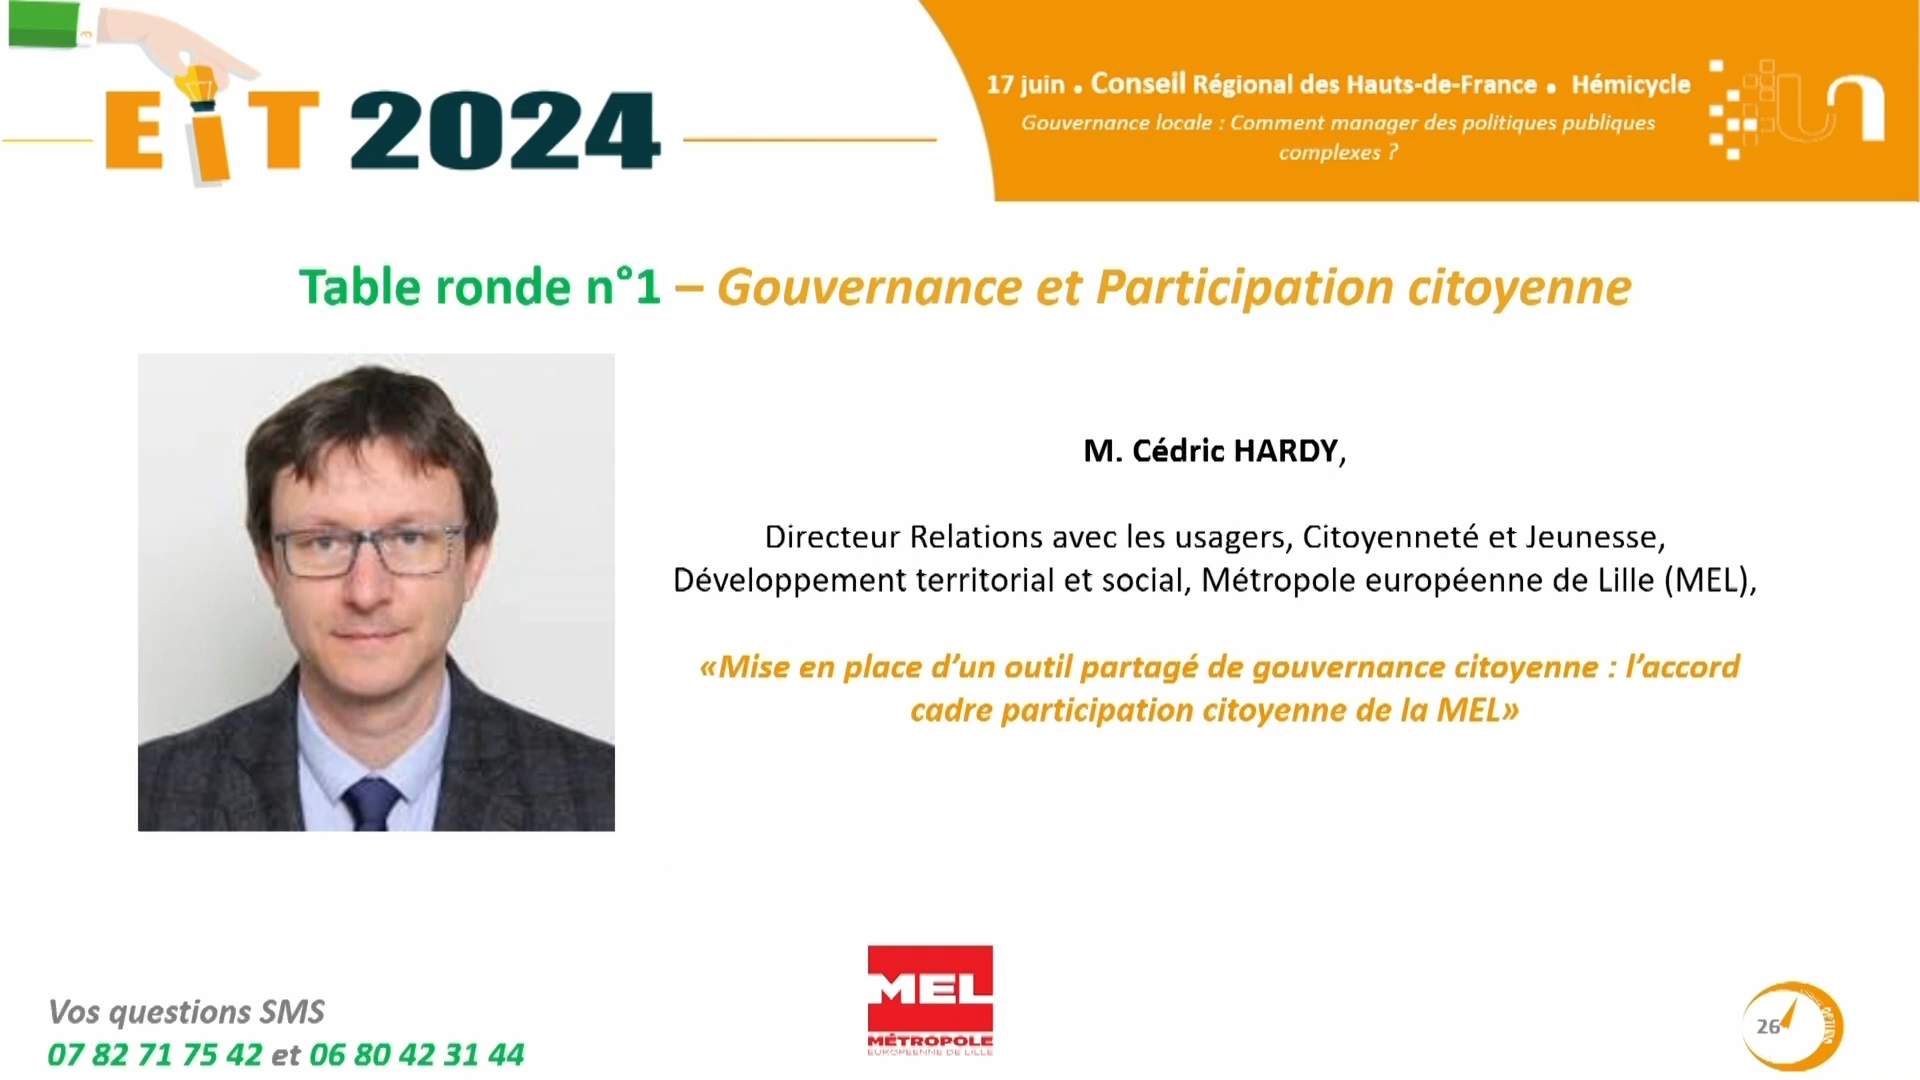 EiT 2024
17 juin . Conseil Régional des Hauts-de-France . Hémicycle
Gouvernance locale : Comment manager des politiques publiques
complexes ?
Table ronde n°1 – Gouvernance et Participation citoyenne
M. Cédric HARDY,
Directeur Relations avec les usagers, Citoyenneté et Jeunesse,
Développement territorial et social, Métropole européenne de Lille (MEL),
«Mise en place d’un outil partagé de gouvernance citoyenne : l’accord
cadre participation citoyenne de la MEL»
Vos questions SMS
07 82 71 75 42 et 06 80 42 31 44
MEL
MÉTROPOLE
EUROPÉENNE DE LILLE
26